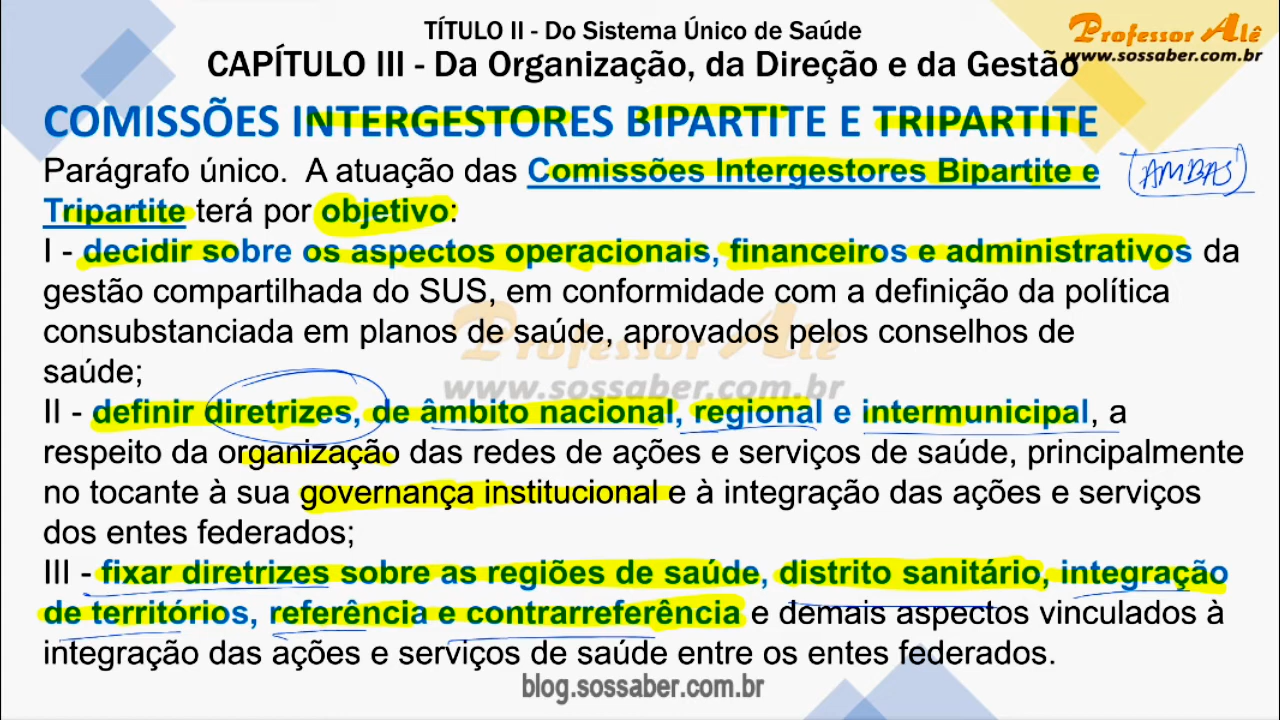 TÍTULO II - Do Sistema Único de Saúde
CAPÍTULO III - Da Organização, da Direção e da Gestão
Professor Alê
www.sossaber.com.br
COMISSÕES INTERGESTORES BIPARTITE E TRIPARTITE
Parágrafo único. A atuação das Comissões Intergestores Bipartite e
AMBAS
Tripartite terá por objetivo:
I - decidir sobre os aspectos operacionais, financeiros e administrativos da
gestão compartilhada do SUS, em conformidade com a definição da política
consubstanciada em planos de saúde, aprovados pelos conselhos de
saúde;
Professor Alê
www.sossaber.com.br
II - definir diretrizes, de âmbito nacional, regional e intermunicipal, a
respeito da organização das redes de ações e serviços de saúde, principalmente
no tocante à sua governança institucional e à integração das ações e serviços
dos entes federados;
III - fixar diretrizes sobre as regiões de saúde, distrito sanitário, integração
de territórios, referência e contrarreferência e demais aspectos vinculados à
integração das ações e serviços de saúde entre os entes federados.
blog.sossaber.com.br